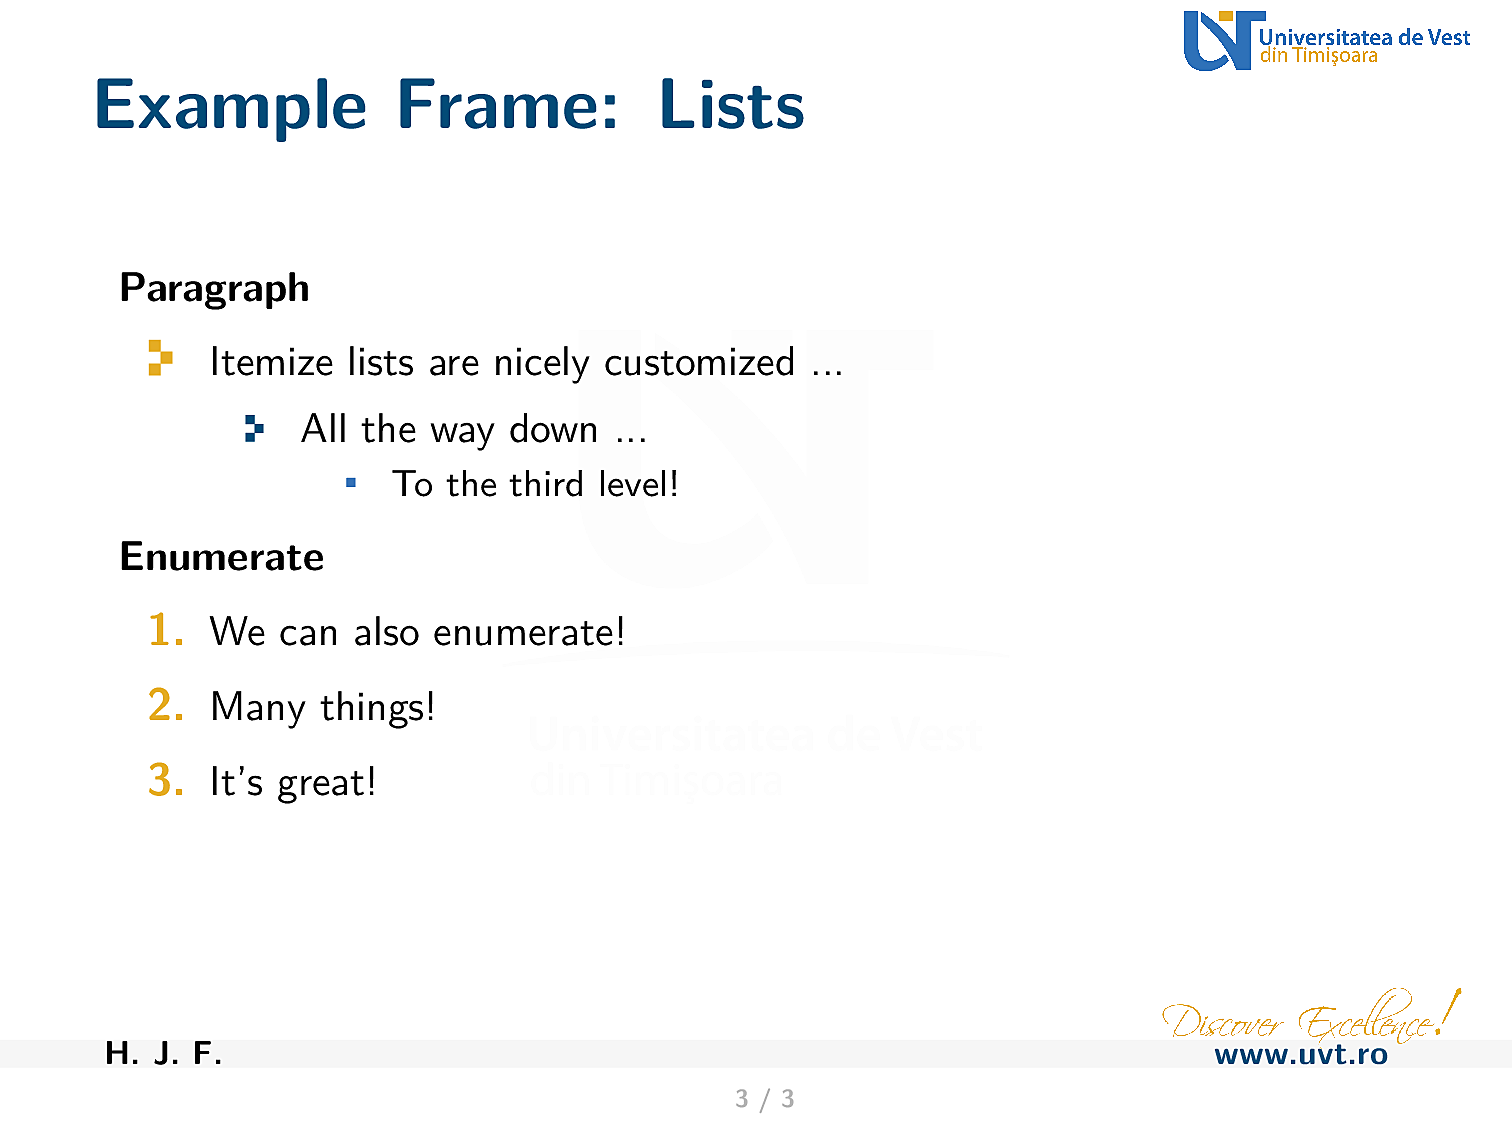 Universitatea de Vest
din Timișoara
Example Frame: Lists
Paragraph
Itemize lists are nicely customized ...
All the way down ...
To the third level!
Enumerate
1. We can also enumerate!
2. Many things!
3. It's great!
Universitatea de Vest
din Timișoara
Discover Excellence!
H. J. F.
www.uvt.ro
3 / 3